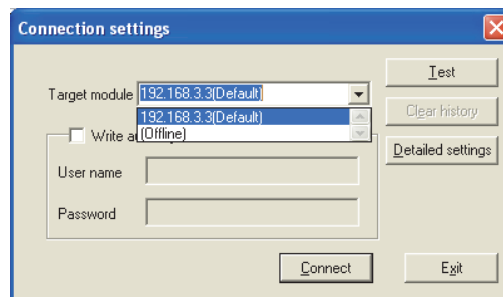 Connection settings
Test
Target module 192.168.3.3(Default)
192.168.3.3(Default)
Clear history
(Offline)
Write
Detailed settings
User name
Password
Connect
Exit